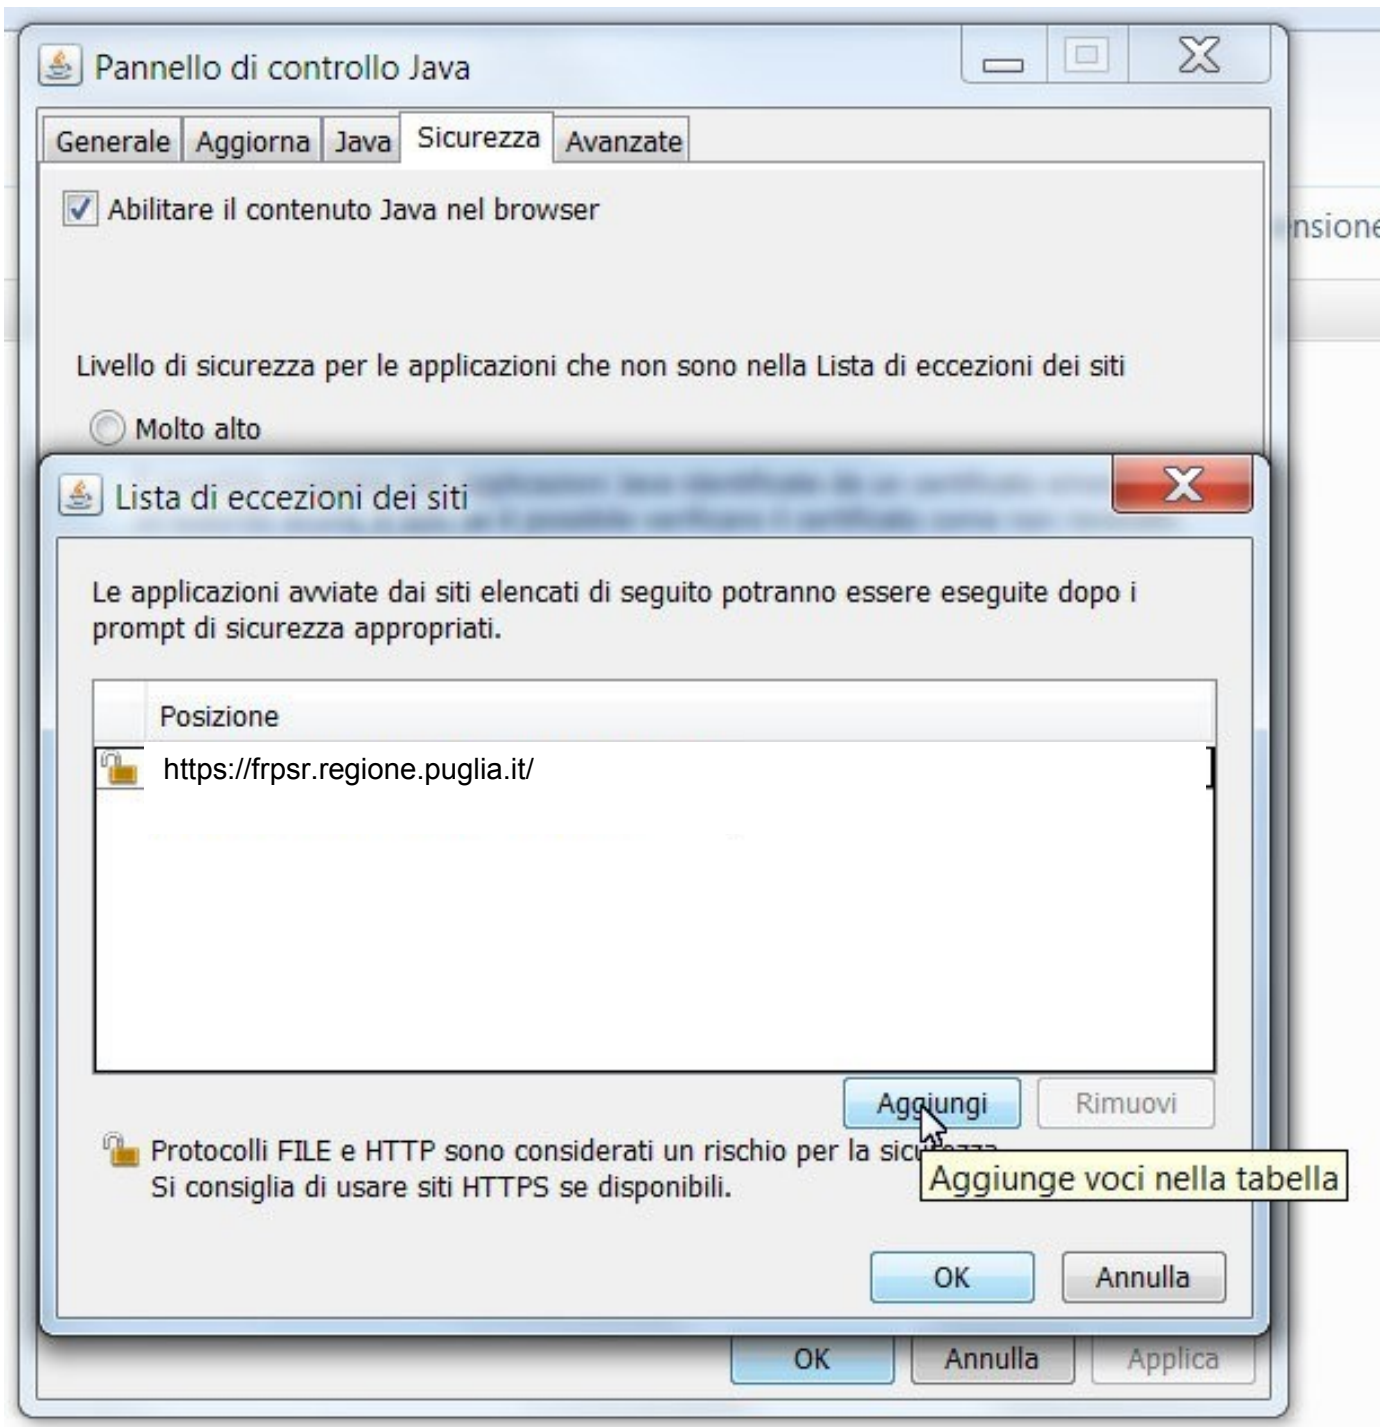 Pannello di controllo Java
Generale Aggiorna Java Sicurezza Avanzate
Abilitare il contenuto Java nel browser
nsione
Livello di sicurezza per le applicazioni che non sono nella Lista di eccezioni dei siti
Molto alto
Lista di eccezioni dei siti
Le applicazioni avviate dai siti elencati di seguito potranno essere eseguite dopo i
prompt di sicurezza appropriati.
Posizione
https://frpsr.regione.puglia.it/
Aggiungi Rimuovi
Protocolli FILE e HTTP sono considerati un rischio per la sicurezza.
Si consiglia di usare siti HTTPS se disponibili.
Aggiunge voci nella tabella
OK Annulla
OK Annulla Applica